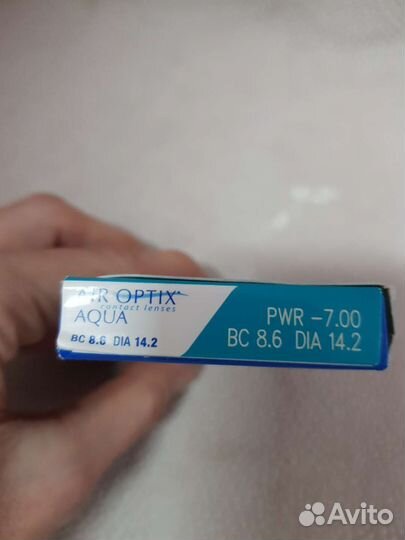 AIR OPTIX
contact lenses
AQUA
BC 8.6 DIA 14.2
PWR -7.00
BC 8.6 DIA 14.2
Avito